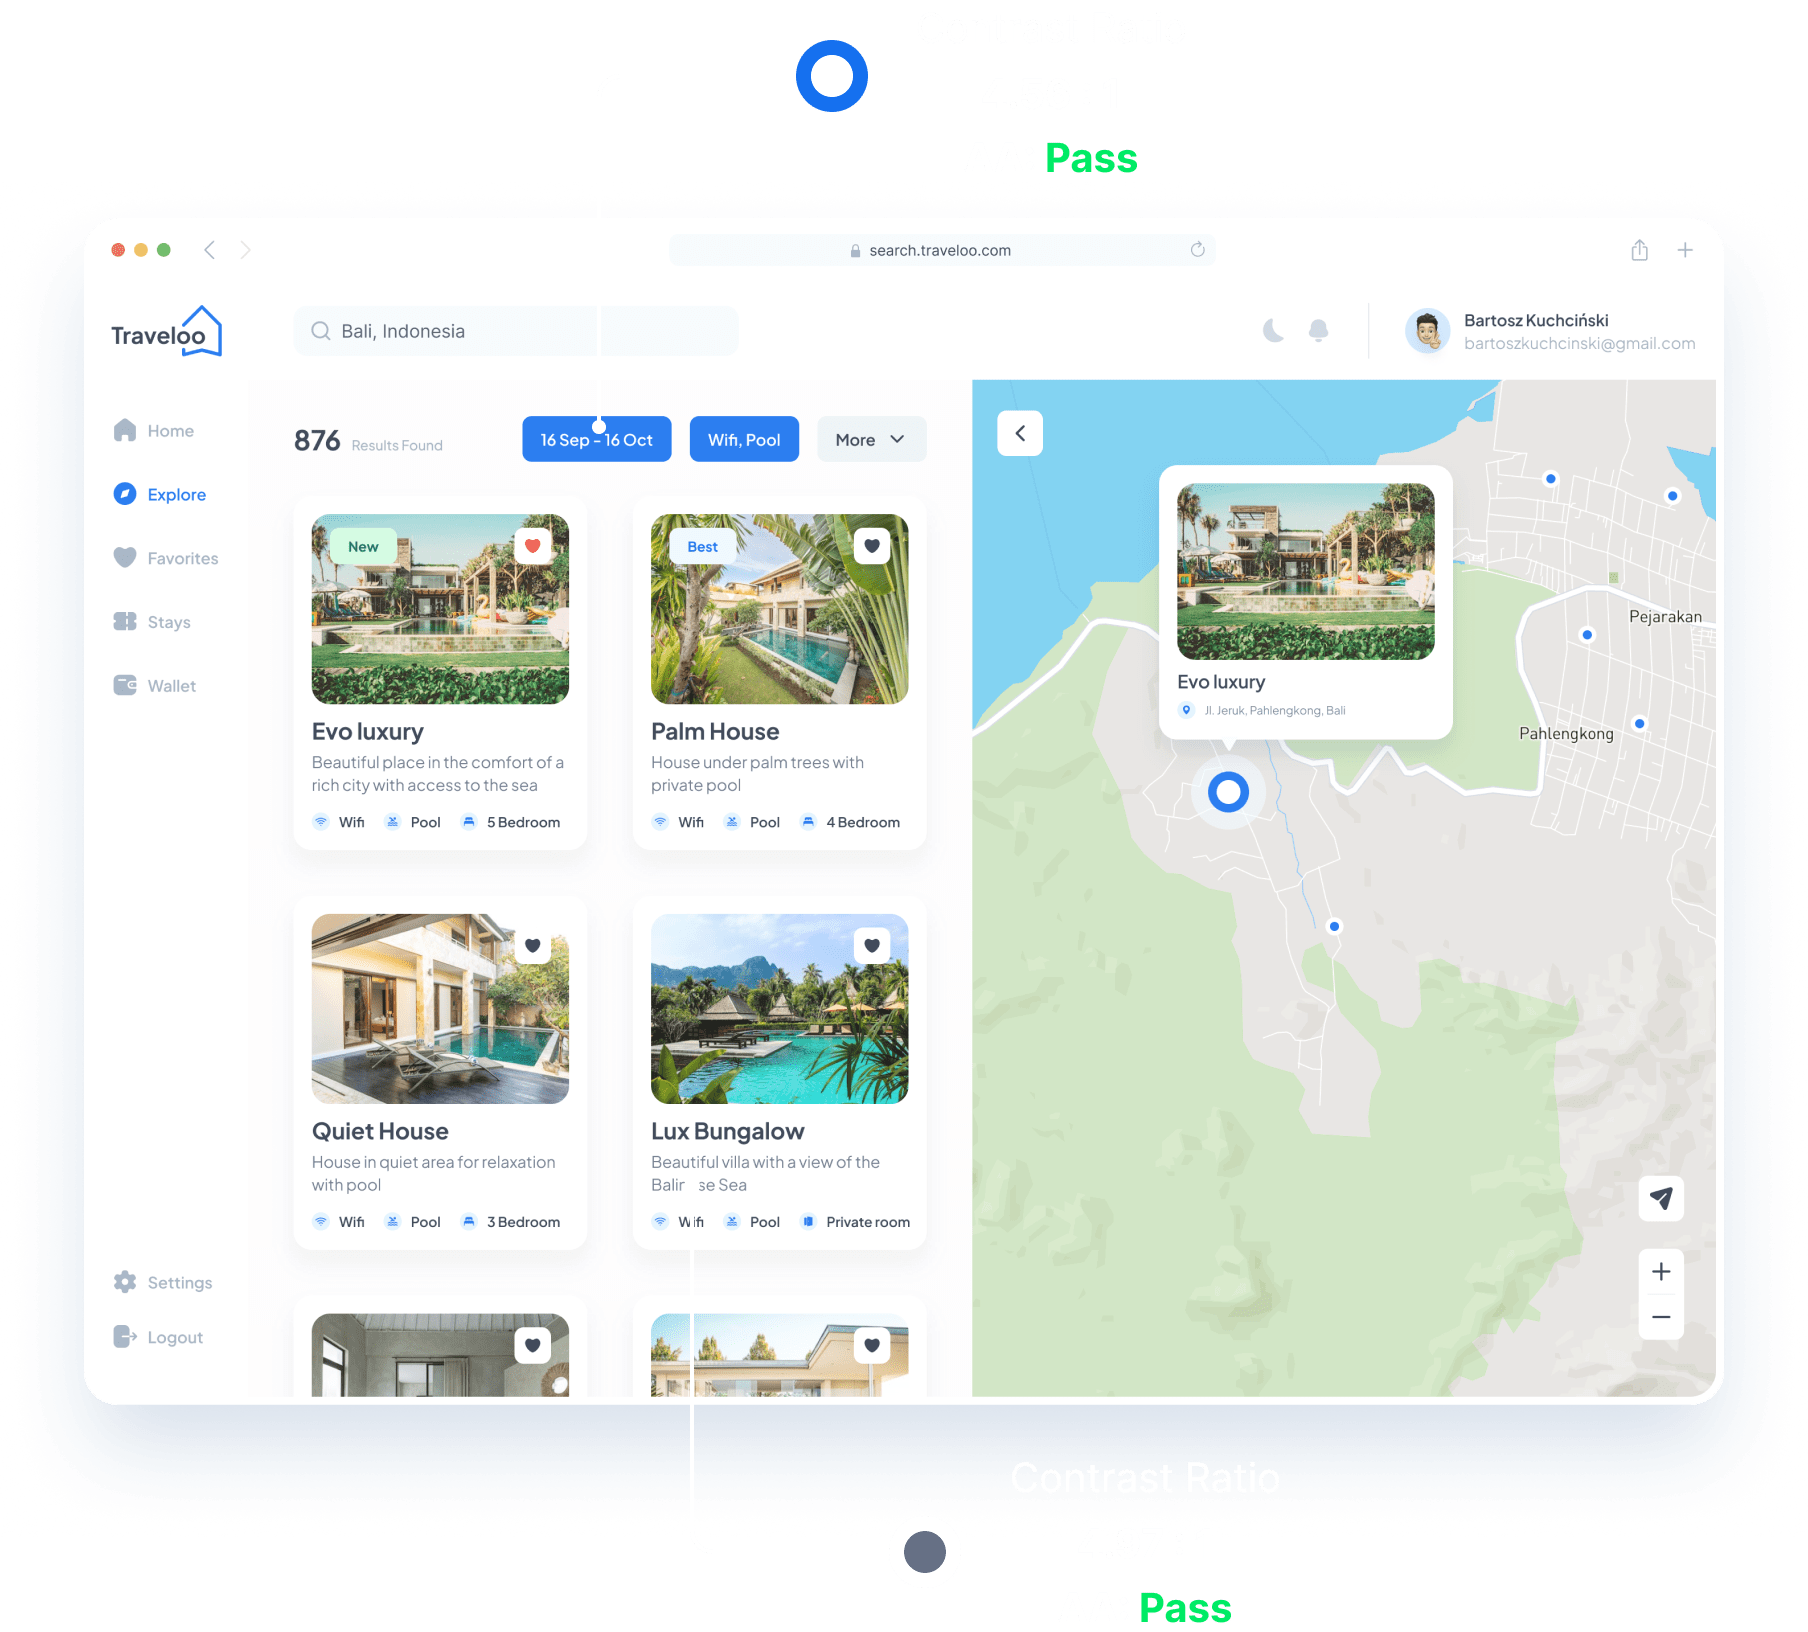 Pass
search.traveloo.com
Traveloo
Bali, Indonesia
Bartosz Kuchciński
bartoszkuchcinski@gmail.com
Home
Explore
Favorites
Stays
Wallet
Settings
Logout
876 Results Found
16 Sep - 16 Oct
Wifi, Pool
More
New
Evo luxury
Beautiful place in the comfort of a
rich city with access to the sea
Wifi Pool 5 Bedroom
Best
Palm House
House under palm trees with
private pool
Wifi Pool 4 Bedroom
Quiet House
House in quiet area for relaxation
with pool
Wifi Pool 3 Bedroom
Lux Bungalow
Beautiful villa with a view of the
Sea
Wifi Pool Private room
Evo luxury
Jl. Jeruk, Pahlengkong, Bali
Pejarakan
Pahlengkong
Contrast Ratio
Pass